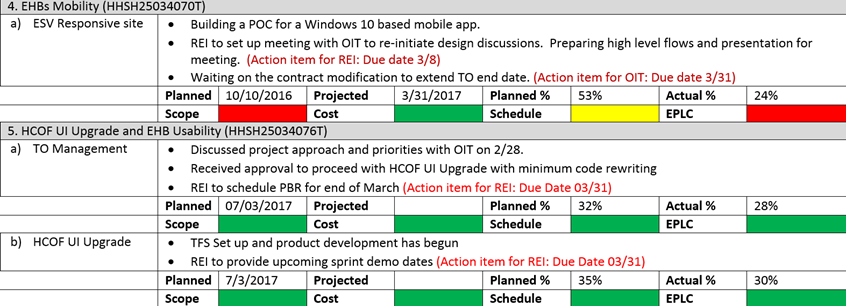 4. EHBs Mobility (HHSH25034070T)
a) ESV Responsive site
• Building a POC for a Windows 10 based mobile app.
• REI to set up meeting with OIT to re-initiate design discussions. Preparing high level flows and presentation for
meeting. (Action item for REI: Due date 3/8)
• Waiting on the contract modification to extend TO end date. (Action item for OIT: Due date 3/31)
Planned 10/10/2016 Projected 3/31/2017 Planned % 53% Actual % 24%
Scope Cost Schedule EPLC
5. HCOF UI Upgrade and EHB Usability (HHSH25034076T)
a) TO Management
• Discussed project approach and priorities with OIT on 2/28.
• Received approval to proceed with HCOF UI Upgrade with minimum code rewriting
• REI to schedule PBR for end of March (Action item for REI: Due Date 03/31)
Planned 07/03/2017 Projected Planned % 32% Actual % 28%
Scope Cost Schedule EPLC
b) HCOF UI Upgrade
• TFS Set up and product development has begun
• REI to provide upcoming sprint demo dates (Action item for REI: Due Date 03/31)
Planned 7/3/2017 Projected Planned % 35% Actual % 30%
Scope Cost Schedule EPLC